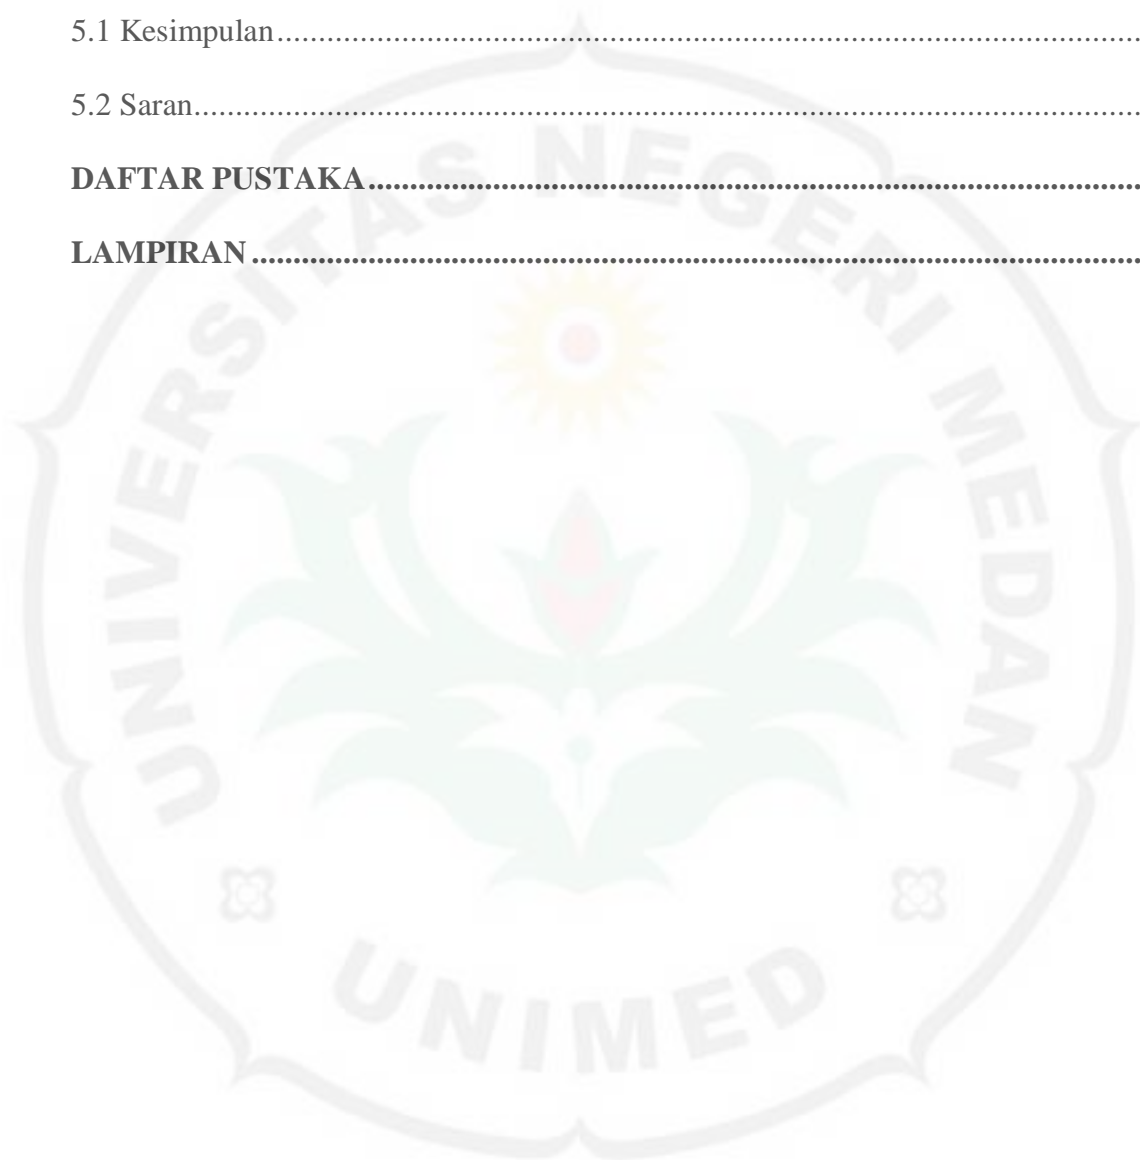 5.1 Kesimpulan.......................................................................................................
5.2 Saran.................................................................................................................
DAFTAR PUSTAKA.............................................................................................
LAMPIRAN...........................................................................................................
UNIVERSITAS NEGERI MEDAN
UNIMED